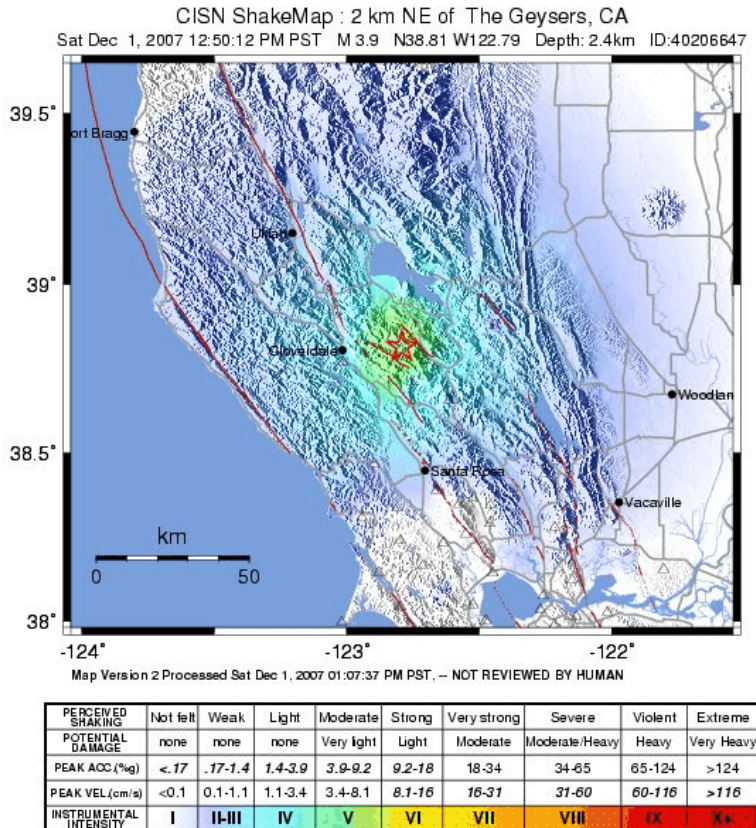 CISN ShakeMap : 2 km NE of The Geysers, CA
Sat Dec 1, 2007 12:50:12 PM PST M 3.9 N38.81 W122.79 Depth: 2.4km ID:40206647
39.5°
ort Bragg
Ukiah
39°
Cloverdale
Woodlan
38.5°
Santa Rosa
Vacaville
km
0 50
38°
-124° -123° -122°
Map Version 2 Processed Sat Dec 1, 2007 01:07:37 PM PST, -- NOT REVIEWED BY HUMAN
PERCEIVED SHAKING Not felt Weak Light Moderate Strong Very strong Severe Violent Extreme
POTENTIAL DAMAGE none none none Very light Light Moderate Moderate/Heavy Heavy Very Heavy
PEAK ACC.(%g) <.17 .17-1.4 1.4-3.9 3.9-9.2 9.2-18 18-34 34-65 65-124 >124
PEAK VEL.(cm/s) <0.1 0.1-1.1 1.1-3.4 3.4-8.1 8.1-16 16-31 31-60 60-116 >116
INSTRUMENTAL INTENSITY I II-III IV V VI VII VIII IX X+